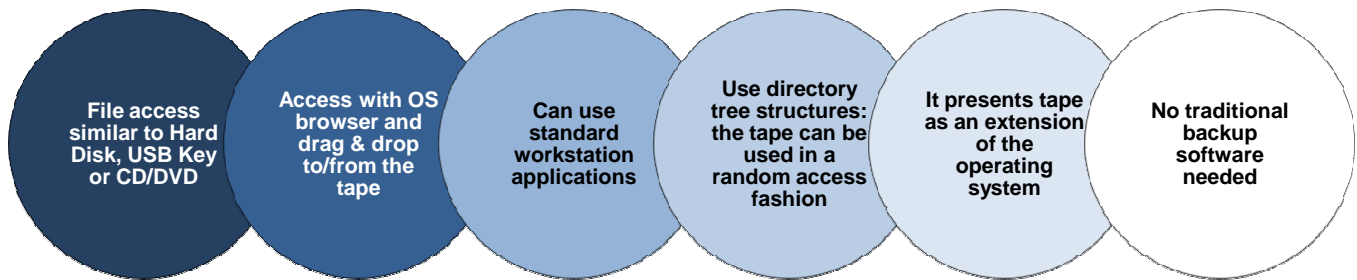 File access
similar to Hard
Disk, USB Key
or CD/DVD
Access with OS
browser and
drag & drop
to/from the
tape
Can use
standard
workstation
applications
Use directory
tree structures:
the tape can be
used in a
random access
fashion
It presents tape
as an extension
of the
operating
system
No traditional
backup
software
needed